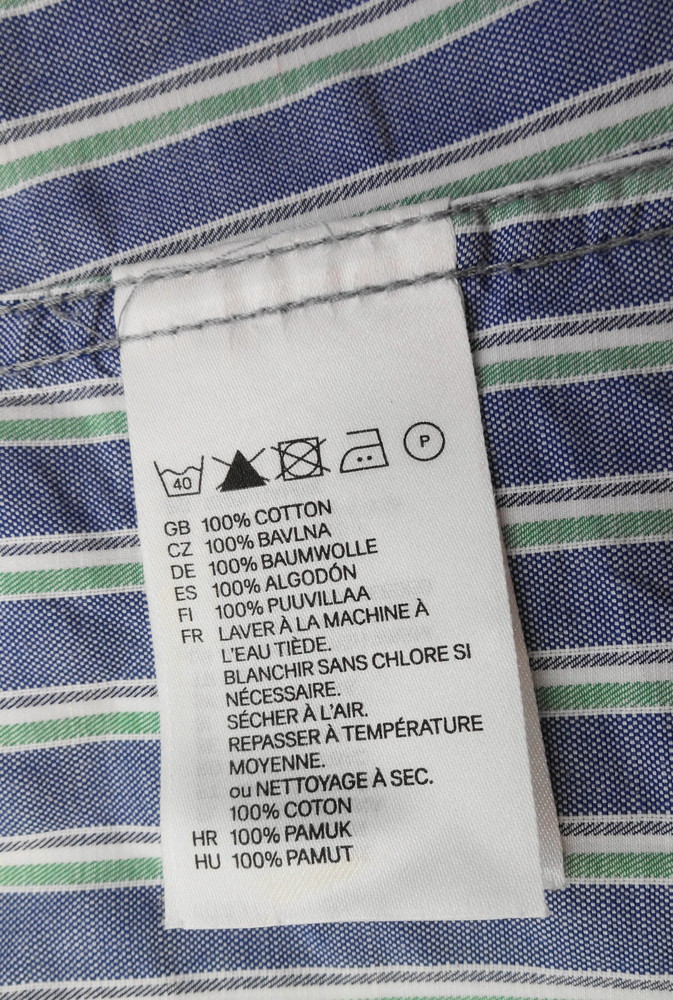 40 P
GB 100% COTTON
CZ 100% BAVLNA
DE 100% BAUMWOLLE
ES 100% ALGODÓN
FI 100% PUUVILLAA
FR LAVER À LA MACHINE À
L'EAU TIÈDE.
BLANCHIR SANS CHLORE SI
NÉCESSAIRE.
SÉCHER À L'AIR.
REPASSER À TEMPÉRATURE
MOYENNE.
ou NETTOYAGE À SEC.
100% COTON
HR 100% PAMUK
HU 100% PAMUT